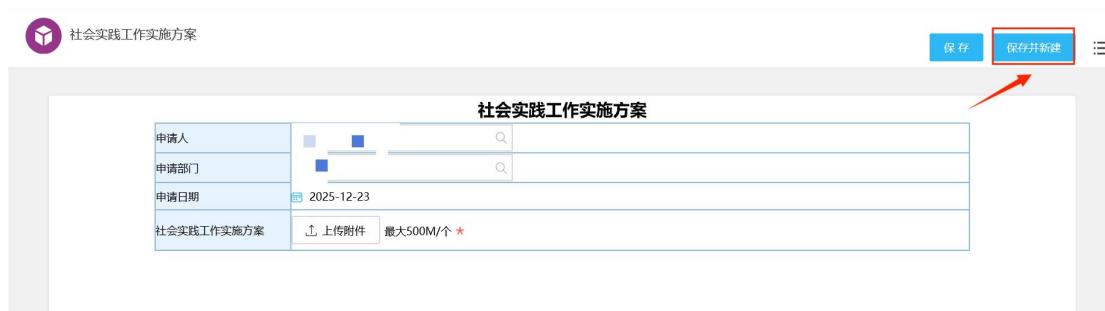 社会实践工作实施方案
保 存
保存并新建
社会实践工作实施方案
申请人
申请部门
申请日期 2025-12-23
社会实践工作实施方案 上传附件 最大500M/个 *